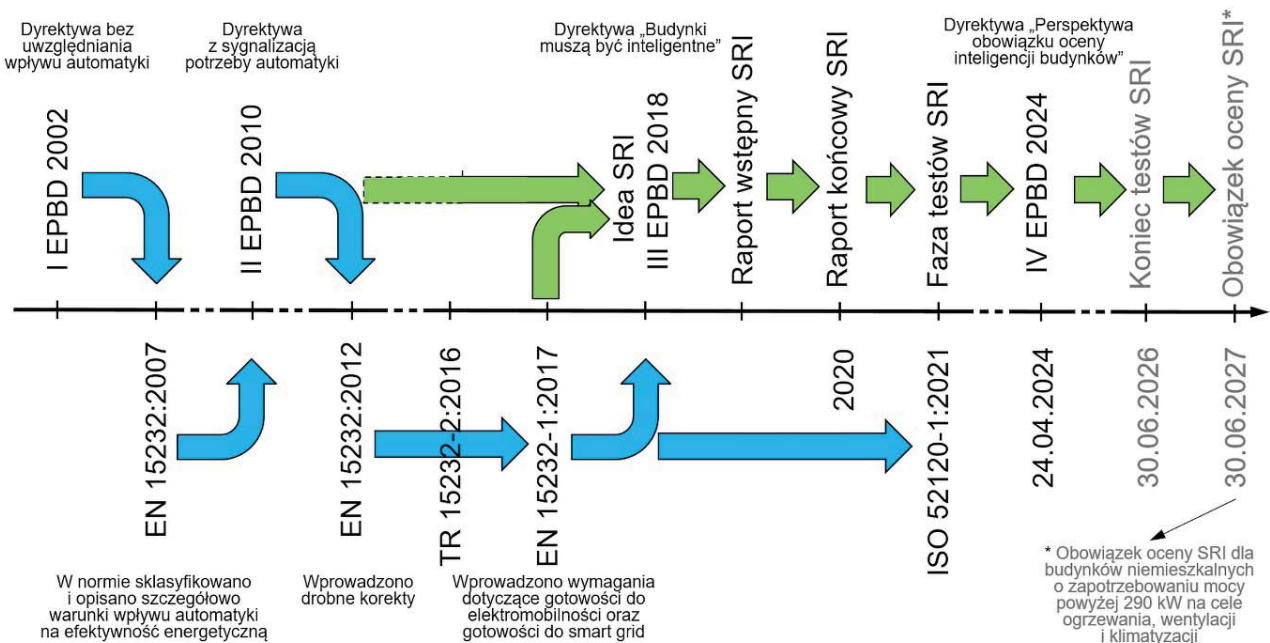 Dyrektywa bez
uwzględniania
wpływu automatyki
Dyrektywa
z sygnalizacją
potrzeby automatyki
Dyrektywa „Budynki
muszą być inteligentne”
Dyrektywa „Perspektywa
obowiązku oceny
inteligencji budynków”
I EPBD 2002
II EPBD 2010
Idea SRI
III EPBD 2018
Raport wstępny SRI
Raport końcowy SRI
Faza testów SRI
IV EPBD 2024
Koniec testów SRI
Obowiązek oceny SRI*
EN 15232:2007
EN 15232:2012
TR 15232-2:2016
EN 15232-1:2017
2020
ISO 52120-1:2021
24.04.2024
30.06.2026
30.06.2027
W normie sklasyfikowano
i opisano szczegółowo
warunki wpływu automatyki
na efektywność energetyczną
Wprowadzono
drobne korekty
Wprowadzono wymagania
dotyczące gotowości do
elektromobilności oraz
gotowości do smart grid
* Obowiązek oceny SRI dla
budynków niemieszkalnych
o zapotrzebowaniu mocy
powyżej 290 kW na cele
ogrzewania, wentylacji
i klimatyzacji